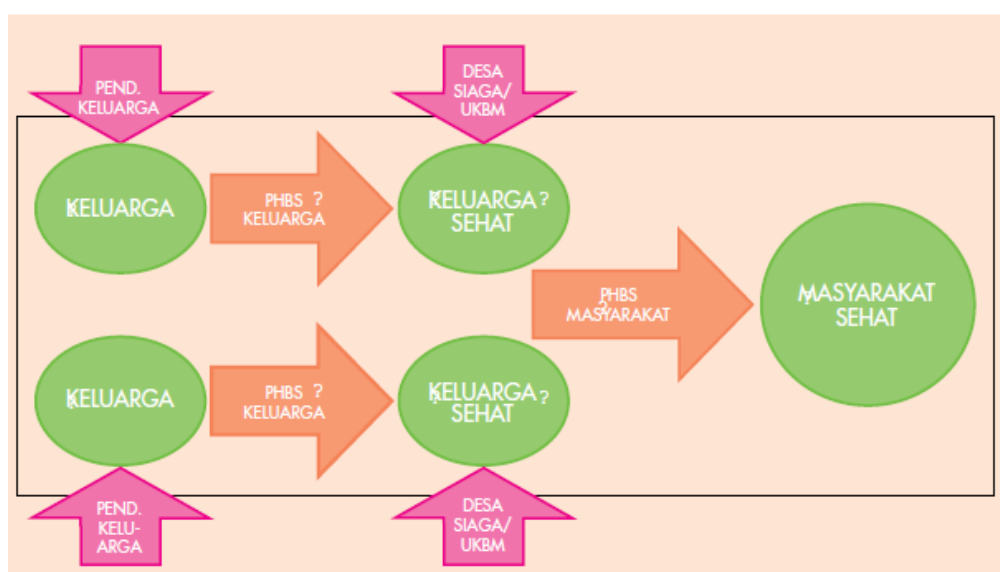 PEND.
KELUARGA
DESA
SIAGA/
UKBM
KELUARGA
PHBS ?
KELUARGA
KELUARGA?
SEHAT
PHBS
MASYARAKAT
MASYARAKAT
SEHAT
KELUARGA
PHBS ?
KELUARGA
KELUARGA?
SEHAT
PEND.
KELU-
ARGA
DESA
SIAGA/
UKBM